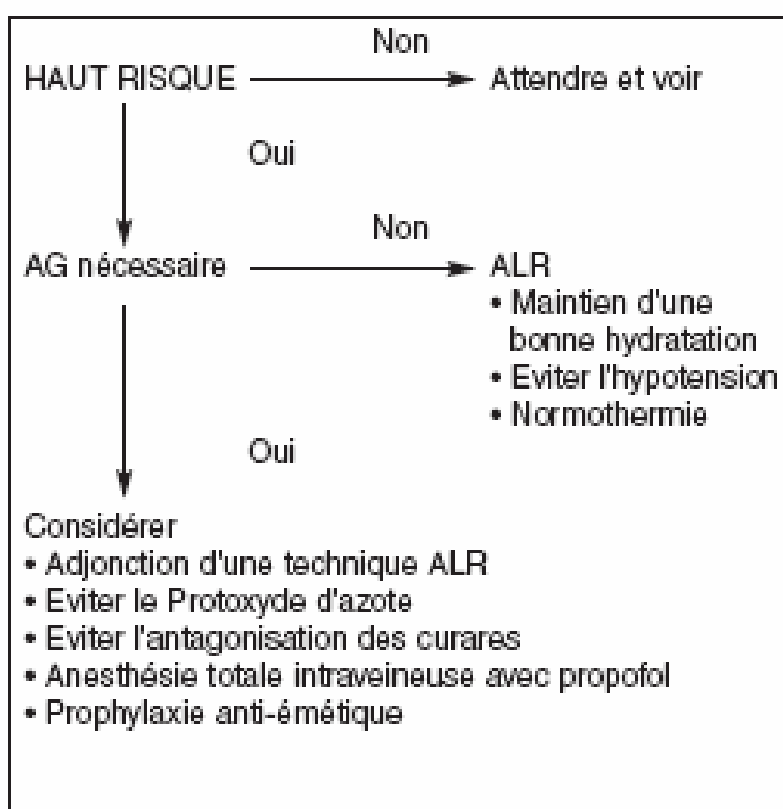 Non
HAUT RISQUE
Attendre et voir
Oui
Non
AG nécessaire
ALR
• Maintien d'une
bonne hydratation
• Eviter l'hypotension
• Normothermie
Oui
Considérer
• Adjonction d'une technique ALR
• Eviter le Protoxyde d'azote
• Eviter l'antagonisation des curares
• Anesthésie totale intraveineuse avec propofol
• Prophylaxie anti-émétique